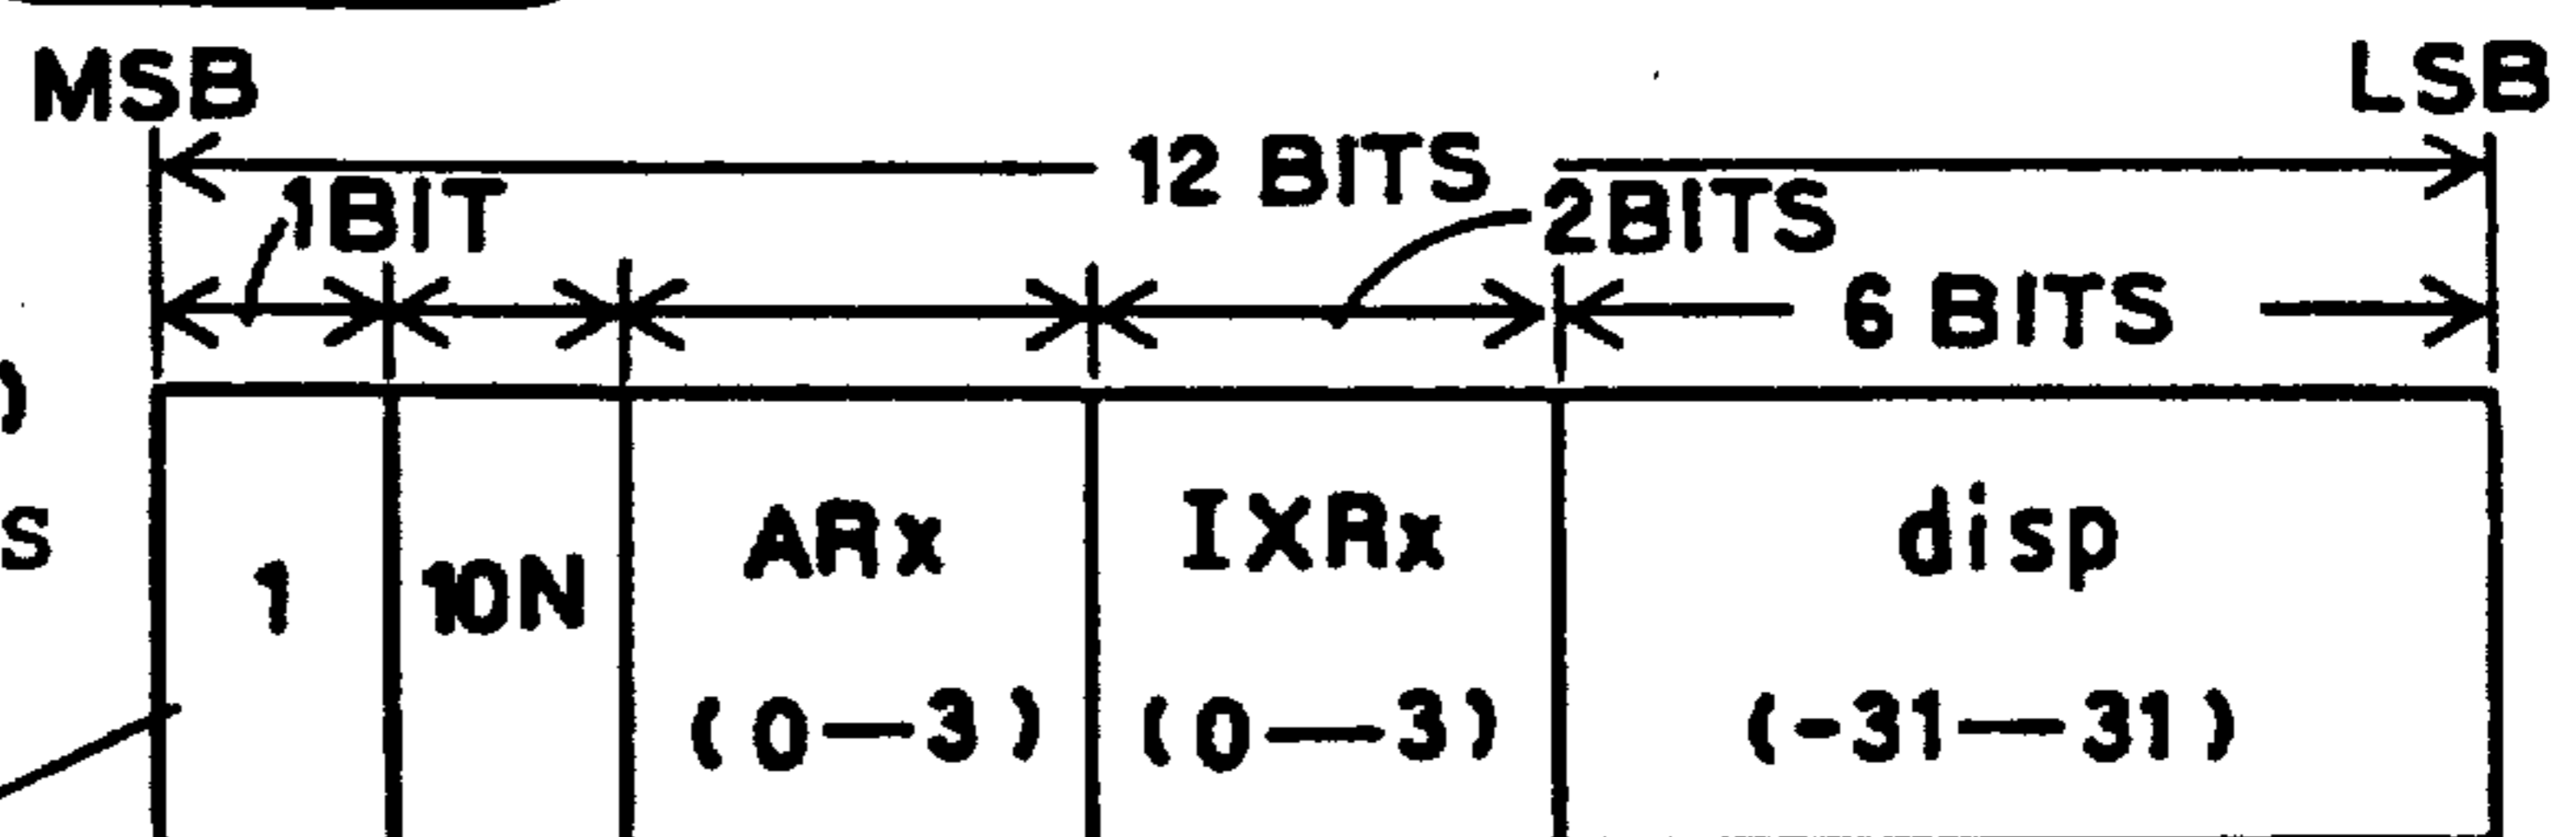 MSB LSB
12 BITS
1BIT 2BITS
6 BITS
)
S
1 10N ARx IXRx disp
(0—3) (0—3) (-31—31)